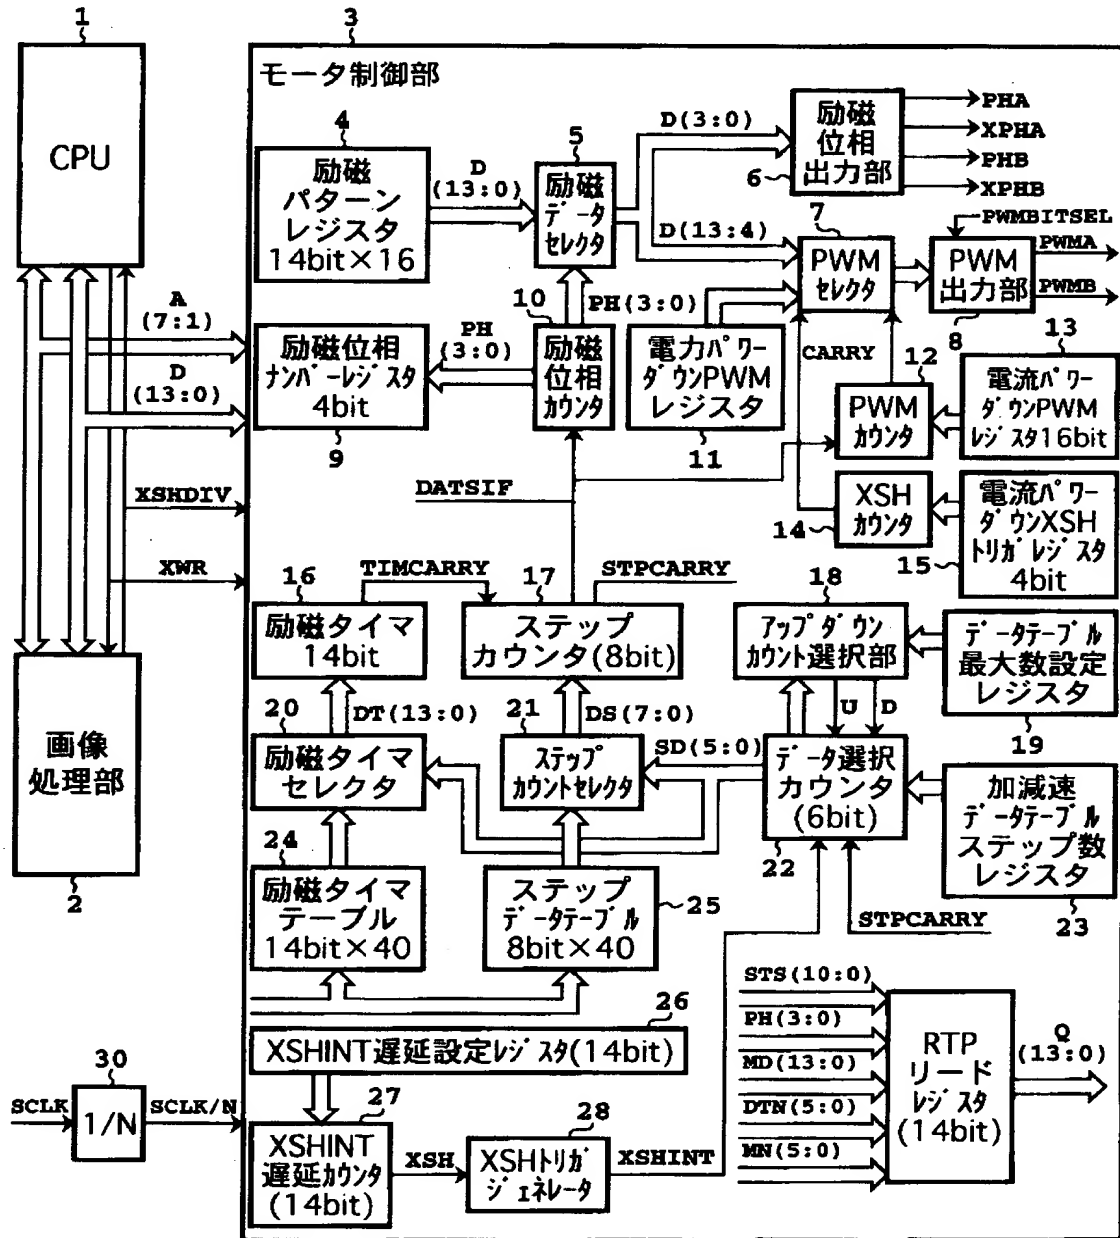 1
CPU
3
モータ制御部
4
励磁
パターン
レジスタ
14bit×16
D
(13:0)
5
励磁
データ
セレクタ
D(3:0)
D(13:4)
励磁
位相
出力部
6
PHA
XPHA
PHB
XPHB
7
PWM
セレクタ
PWMBITSEL
PWM
出力部
8
PWMA
PWMB
A
(7:1)
D
(13:0)
励磁位相
ナンバーレジスタ
4bit
9
PH
(3:0)
10
励磁
位相
カウンタ
PH(3:0)
電力パワー
ダウンPWM
レジスタ
11
CARRY
12
PWM
カウンタ
13
電流パワー
ダウンPWM
レジスタ16bit
DATSIF
XSH
カウンタ
14
電流パワー
ダウンXSH
トリガレジスタ
4bit
15
XSHDIV
XWR
16
励磁タイマ
14bit
TIMCARRY
17
ステップ
カウンタ(8bit)
STPCARRY
18
アップダウン
カウント選択部
データテーブル
最大数設定
レジスタ
19
画像
処理部
2
20
励磁タイマ
セレクタ
DT(13:0)
21
ステップ
カウントセレクタ
DS(7:0)
SD(5:0)
U
D
データ選択
カウンタ
(6bit)
22
加減速
データテーブル
ステップ数
レジスタ
23
24
励磁タイマ
テーブル
14bit×40
ステップ
データテーブル
8bit×40
25
STPCARRY
26
XSHINT遅延設定レジスタ(14bit)
STS(10:0)
PH(3:0)
MD(13:0)
DTN(5:0)
MN(5:0)
RTP
リード
レジスタ
(14bit)
Q
(13:0)
30
SCLK
1/N
SCLK/N
27
XSHINT
遅延カウンタ
(14bit)
XSH
28
XSHトリガ
ジェネレータ
XSHINT